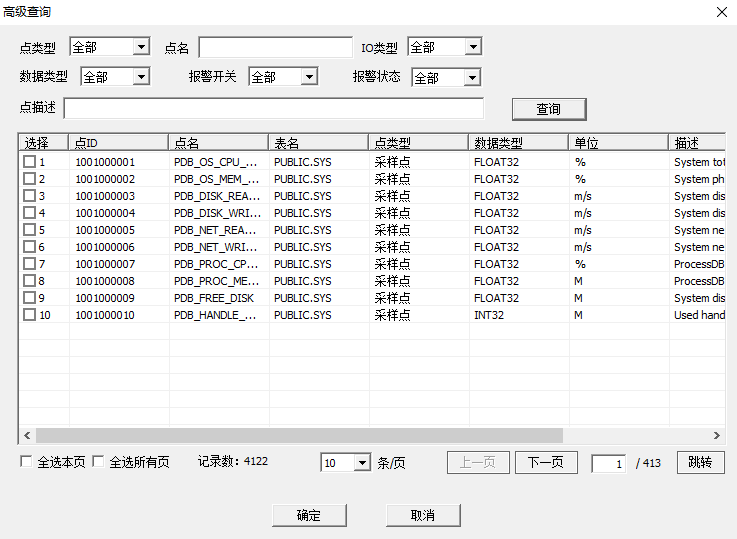 高级查询
点类型 全部 点名 IO类型 全部
数据类型 全部 报警开关 全部 报警状态 全部
点描述 查询
选择 点ID 点名 表名 点类型 数据类型 单位 描述
1 1001000001 PDB_OS_CPU_... PUBLIC.SYS 采样点 FLOAT32 % System tot
2 1001000002 PDB_OS_MEM_... PUBLIC.SYS 采样点 FLOAT32 % System ph
3 1001000003 PDB_DISK_REA... PUBLIC.SYS 采样点 FLOAT32 m/s System dis
4 1001000004 PDB_DISK_WRI... PUBLIC.SYS 采样点 FLOAT32 m/s System dis
5 1001000005 PDB_NET_REA... PUBLIC.SYS 采样点 FLOAT32 m/s System ne
6 1001000006 PDB_NET_WRI... PUBLIC.SYS 采样点 FLOAT32 m/s System ne
7 1001000007 PDB_PROC_CP... PUBLIC.SYS 采样点 FLOAT32 % ProcessDB
8 1001000008 PDB_PROC_ME... PUBLIC.SYS 采样点 FLOAT32 M ProcessDB
9 1001000009 PDB_FREE_DISK PUBLIC.SYS 采样点 FLOAT32 M System dis
10 1001000010 PDB_HANDLE_... PUBLIC.SYS 采样点 INT32 M Used hand
全选本页 全选所有页 记录数：4122 10 条/页 上一页 下一页 1 / 413 跳转
确定 取消